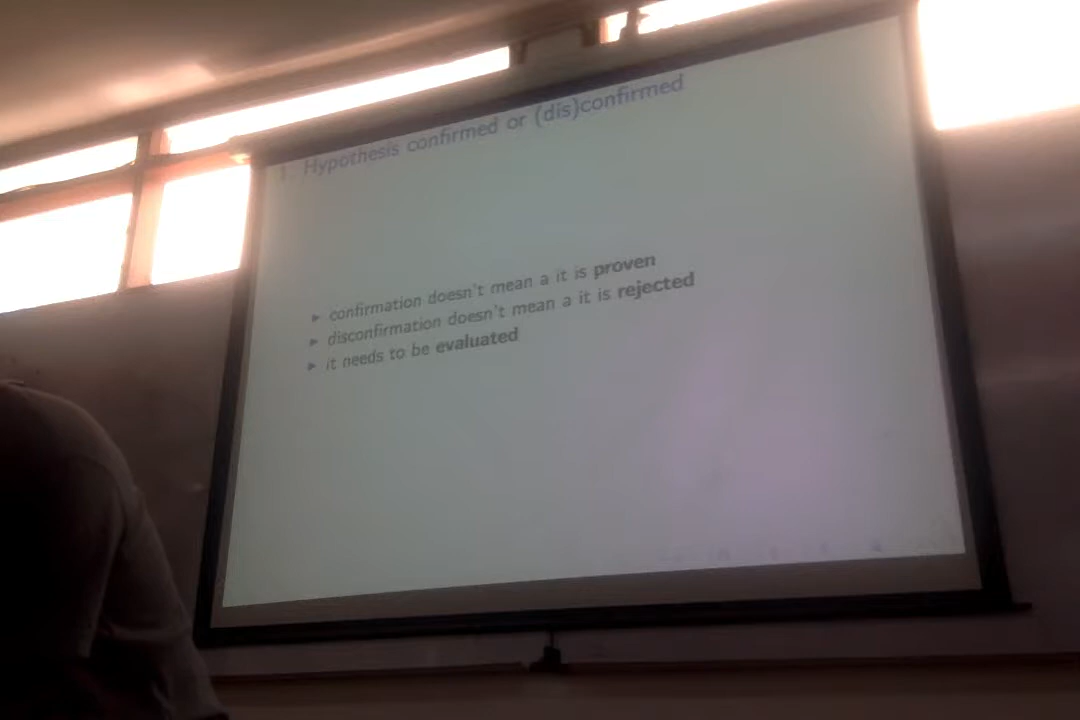 1. Hypothesis confirmed or (dis)confirmed
▶ confirmation doesn't mean a it is proven
▶ disconfirmation doesn't mean a it is rejected
▶ it needs to be evaluated